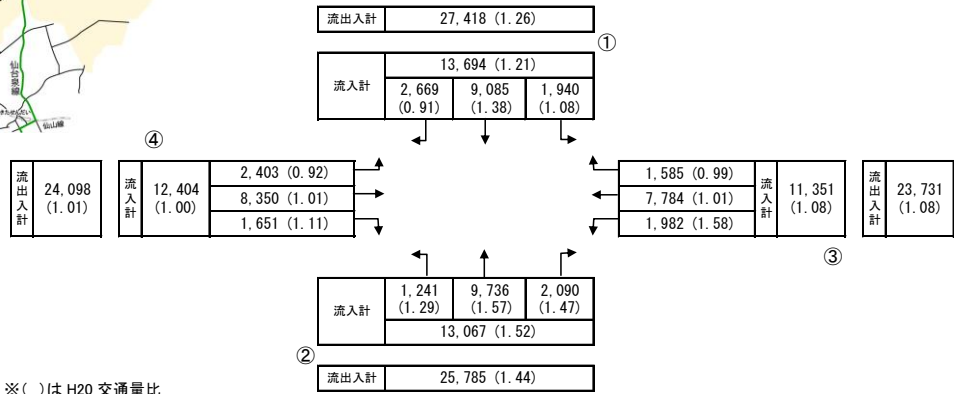 仙台泉線
きたせんだい
仙山線
流出入計 27,418 (1.26)
①
流入計 13,694 (1.21)
2,669 9,085 1,940
(0.91) (1.38) (1.08)
④
流出入計 24,098 (1.01)
流入計 12,404 (1.00)
2,403 (0.92)
8,350 (1.01)
1,651 (1.11)
1,585 (0.99)
7,784 (1.01)
1,982 (1.58)
流入計 11,351 (1.08)
流出入計 23,731 (1.08)
③
流入計
1,241 9,736 2,090
(1.29) (1.57) (1.47)
13,067 (1.52)
②
流出入計 25,785 (1.44)
※( )は H20 交通量比